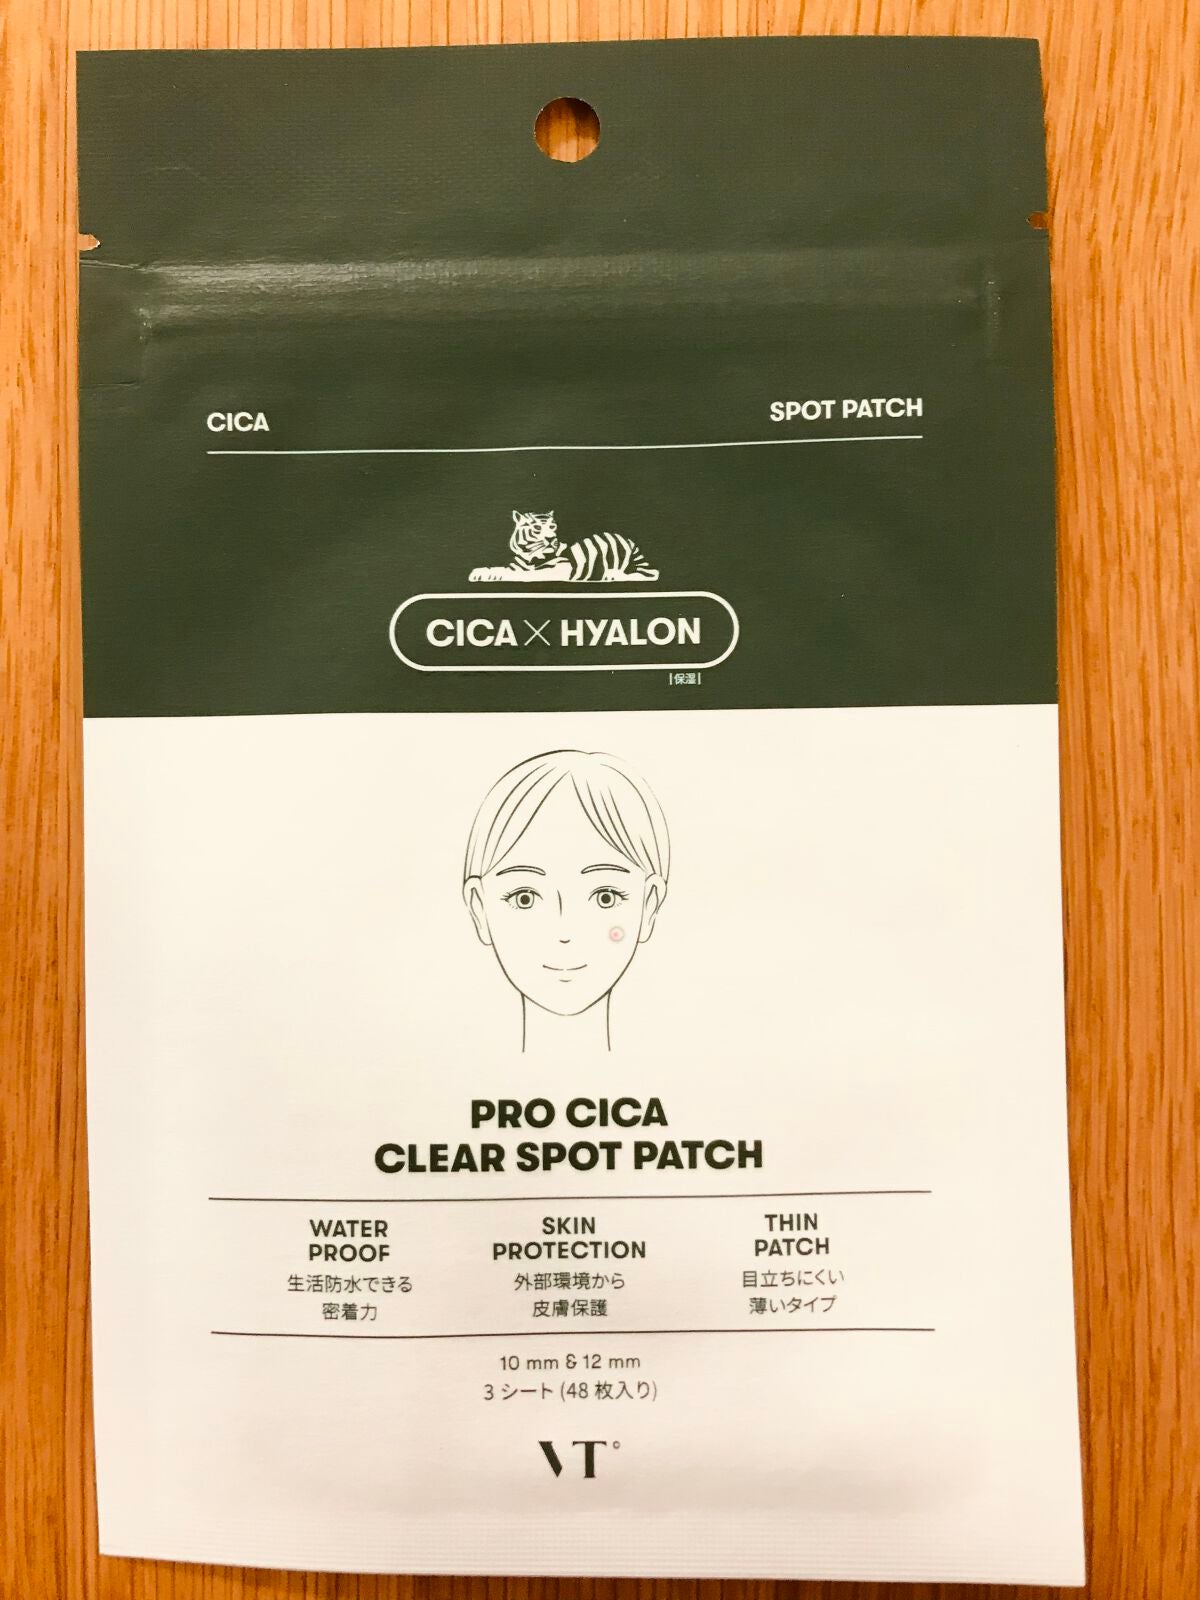 CICA
SPOT PATCH
CICA × HYALON
|保湿|
PRO CICA
CLEAR SPOT PATCH
WATER
PROOF
生活防水できる
密着力
SKIN
PROTECTION
外部環境から
皮膚保護
THIN
PATCH
目立ちにくい
薄いタイプ
10 mm & 12 mm
3 シート (48 枚入り)
VT